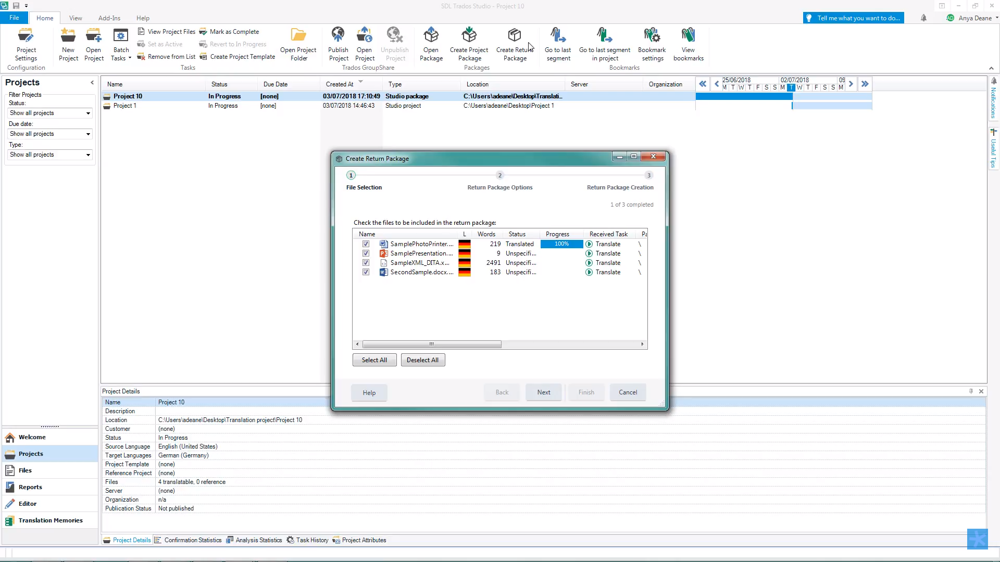 SDL Trados Studio - Project 10
File
Home
View
Add-Ins
Help
Tell me what you want to do...
AD
Anya Deane
Project Settings
Configuration
New Project
Open Project
Batch Tasks
View Project Files
Set as Active
Remove from List
Mark as Complete
Revert to In Progress
Create Project Template
Open Project Folder
Tasks
Publish Project
Open Project
Unpublish Project
Trados GroupShare
Open Package
Create Project Package
Create Return Package
Packages
Go to last segment
Go to last segment in project
Bookmark settings
View bookmarks
Bookmarks
Projects
Filter Projects
Status:
Show all projects
Due date:
Show all projects
Type:
Show all projects
Name Status Due Date Created At Type Location Server Organization
25/06/2018 02/07/2018 09
M T W T F S S M T W T F S S M
Project 10 In Progress [none] 03/07/2018 17:10:49 Studio package C:\Users\adeane\Desktop\Translati...
Project 1 In Progress [none] 03/07/2018 14:46:43 Studio project C:\Users\adeane\Desktop\Project 1
Notifications
Useful Tips
Create Return Package
1 2 3
File Selection Return Package Options Return Package Creation
1 of 3 completed
Check the files to be included in the return package:
Name L Words Status Progress Received Task Pa
SamplePhotoPrinter.... 219 Translated 100% Translate \
SamplePresentation.... 9 Unspecifi... Translate \
SampleXML_DITA.x... 2491 Unspecifi... Translate \
SecondSample.docx.... 183 Unspecifi... Translate \
Select All
Deselect All
Help
Back
Next
Finish
Cancel
Project Details
Name Project 10
Description
Location C:\Users\adeane\Desktop\Translation project\Project 10
Customer (none)
Status In Progress
Source Language English (United States)
Target Languages German (Germany)
Project Template (none)
Reference Project (none)
Files 4 translatable, 0 reference
Server (none)
Organization n/a
Publication Status Not published
Welcome
Projects
Files
Reports
Editor
Translation Memories
Project Details
Confirmation Statistics
Analysis Statistics
Task History
Project Attributes